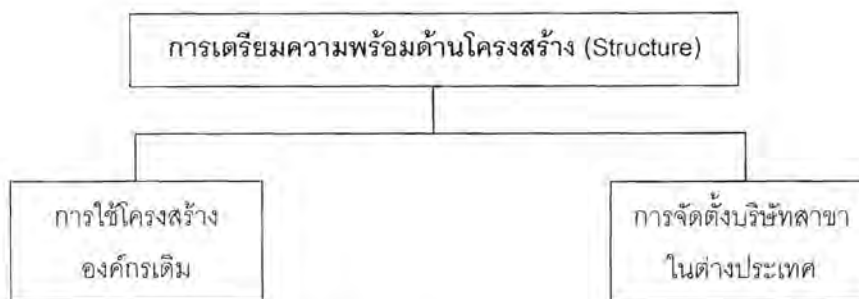 การเตรียมความพร้อมด้านโครงสร้าง (Structure)
การใช้โครงสร้าง
องค์กรเดิม
การจัดตั้งบริษัทสาขา
ในต่างประเทศ